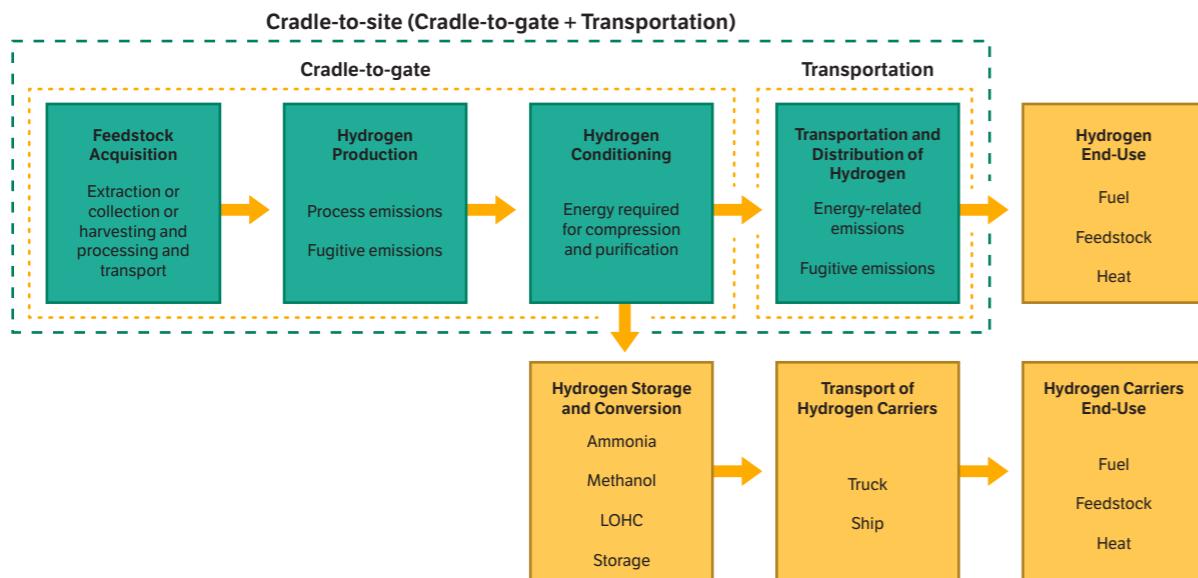 Cradle-to-site (Cradle-to-gate + Transportation)
Cradle-to-gate
Transportation
Feedstock
Acquisition
Extraction or
collection or
harvesting and
processing and
transport
Hydrogen
Production
Process emissions
Fugitive emissions
Hydrogen
Conditioning
Energy required
for compression
and purification
Transportation and
Distribution of
Hydrogen
Energy-related
emissions
Fugitive emissions
Hydrogen
End-Use
Fuel
Feedstock
Heat
Hydrogen Storage
and Conversion
Ammonia
Methanol
LOHC
Storage
Transport of
Hydrogen Carriers
Truck
Ship
Hydrogen Carriers
End-Use
Fuel
Feedstock
Heat